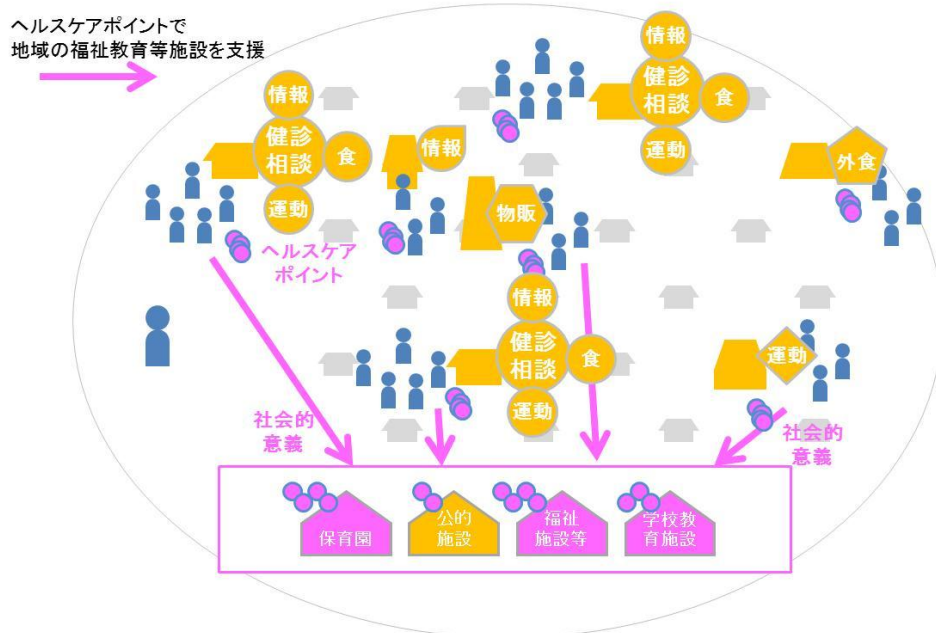 ヘルスケアポイントで
地域の福祉教育等施設を支援
情報
健診
相談
食
運動
情報
健診
相談
食
運動
情報
外食
物販
ヘルスケア
ポイント
情報
健診
相談
食
運動
運動
社会的
意義
社会的
意義
保育園
公的
施設
福祉
施設等
学校教
育施設